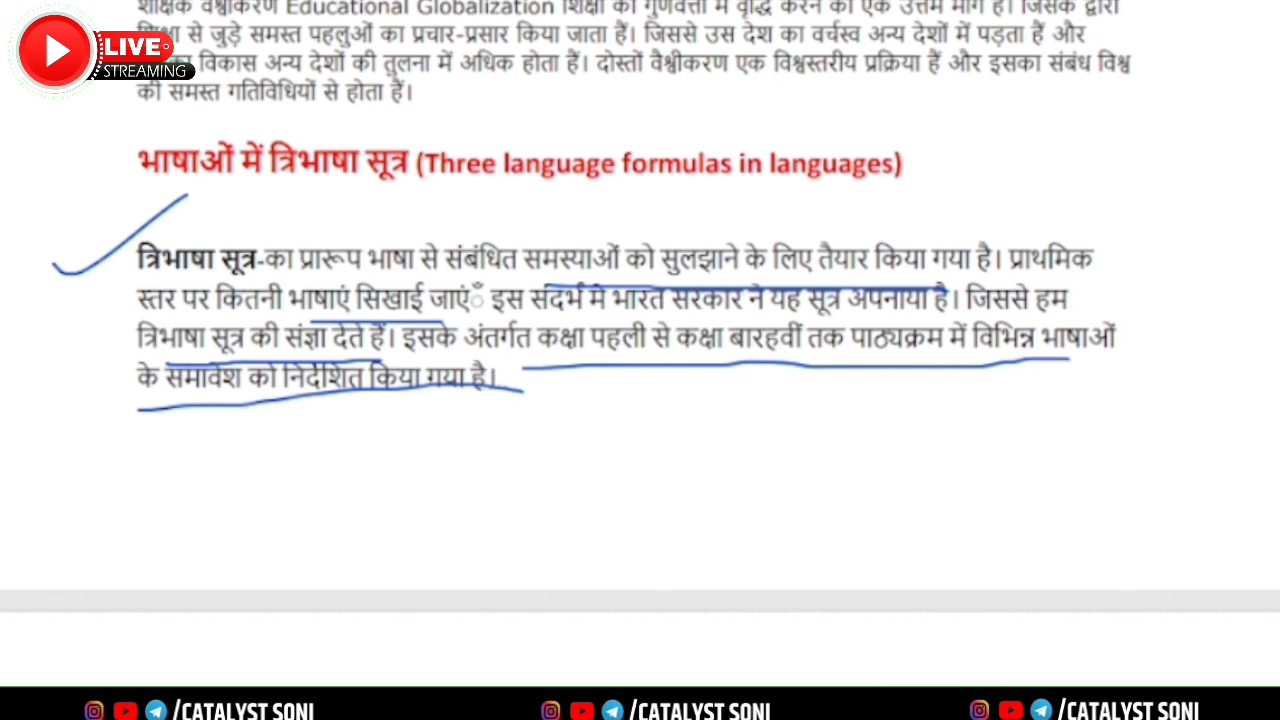 शैक्षिक वैश्वीकरण Educational Globalization शिक्षा की गुणवत्ता में वृद्धि करने का एक उत्तम मार्ग है। जिसके द्वारा
से जुड़े समस्त पहलुओं का प्रचार-प्रसार किया जाता हैं। जिससे उस देश का वर्चस्व अन्य देशों में पड़ता हैं और
विकास अन्य देशों की तुलना में अधिक होता हैं। दोस्तों वैश्वीकरण एक विश्वस्तरीय प्रक्रिया हैं और इसका संबंध विश्व
की समस्त गतिविधियों से होता हैं।
LIVE
STREAMING
भाषाओं में त्रिभाषा सूत्र (Three language formulas in languages)
त्रिभाषा सूत्र-का प्रारूप भाषा से संबंधित समस्याओं को सुलझाने के लिए तैयार किया गया है। प्राथमिक
स्तर पर कितनी भाषाएं सिखाई जाएंँ इस संदर्भ में भारत सरकार ने यह सूत्र अपनाया है। जिससे हम
त्रिभाषा सूत्र की संज्ञा देते हैं। इसके अंतर्गत कक्षा पहली से कक्षा बारहवीं तक पाठ्यक्रम में विभिन्न भाषाओं
के समावेश को निर्देशित किया गया है।
/CATALYST SONI /CATALYST SONI /CATALYST SONI